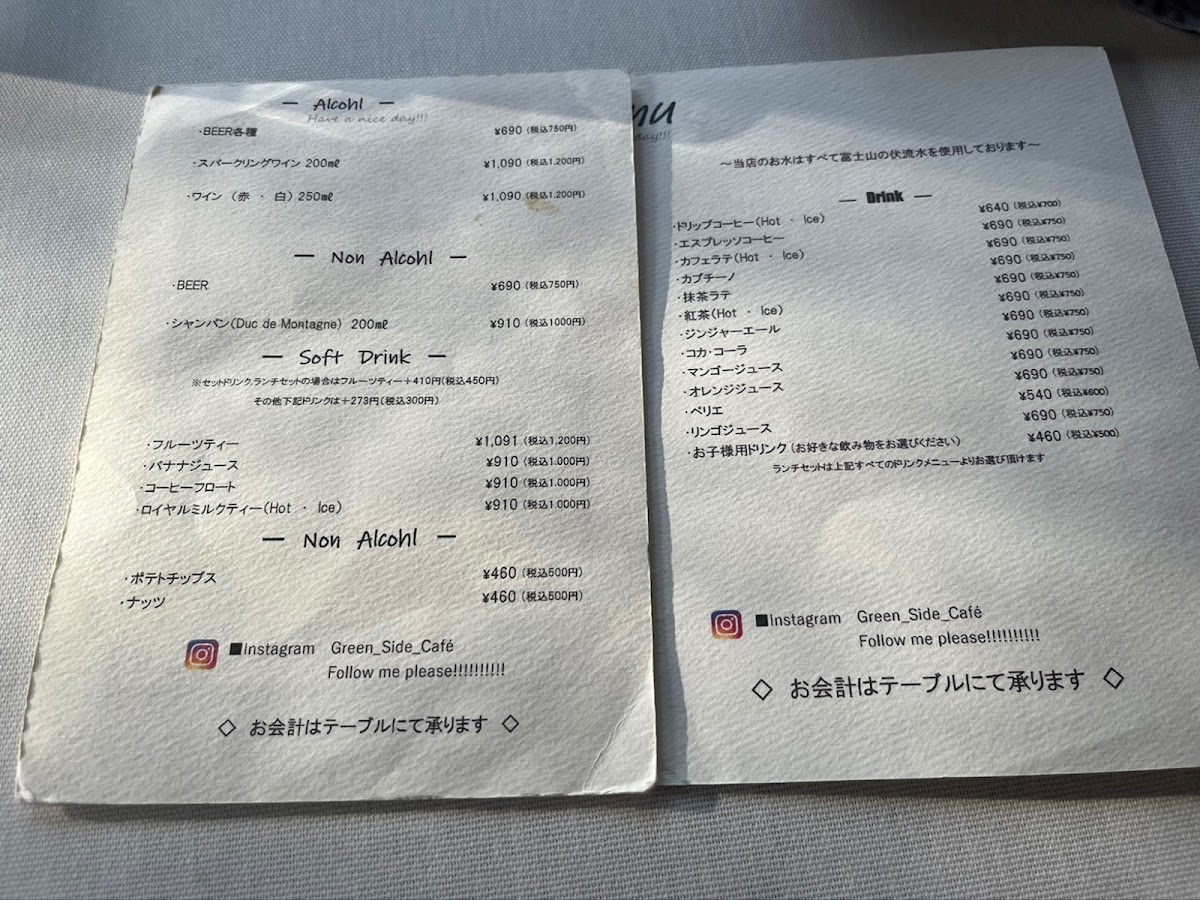 — Alcohl —
Have a nice day!!!
・BEER各種 ¥690 (税込750円)
・スパークリングワイン 200㎖ ¥1,090 (税込1,200円)
・ワイン (赤 ・ 白) 250㎖ ¥1,090 (税込1,200円)
— Non Alcohl —
・BEER ¥690 (税込750円)
・シャンパン(Duc de Montagne) 200㎖ ¥910 (税込1000円)
— Soft Drink —
※セットドリンク,ランチセットの場合はフルーツティー+410円(税込450円)
その他下記ドリンクは+273円(税込300円)
・フルーツティー ¥1,091 (税込1,200円)
・バナナジュース ¥910 (税込1.000円)
・コーヒーフロート ¥910 (税込1.000円)
・ロイヤルミルクティー(Hot ・ Ice) ¥910 (税込1.000円)
— Non Alcohl —
・ポテトチップス ¥460 (税込500円)
・ナッツ ¥460 (税込500円)
■Instagram Green_Side_Café
Follow me please!!!!!!!!!!
◇ お会計はテーブルにて承ります ◇
nu
day!!!
～当店のお水はすべて富士山の伏流水を使用しております～
— Drink —
・ドリップコーヒー(Hot ・ Ice) ¥640 (税込¥700)
・エスプレッソコーヒー ¥690 (税込¥750)
・カフェラテ(Hot ・ Ice) ¥690 (税込¥750)
・カプチーノ ¥690 (税込¥750)
・抹茶ラテ ¥690 (税込¥750)
・紅茶(Hot ・ Ice) ¥690 (税込¥750)
・ジンジャーエール ¥690 (税込¥750)
・コカ・コーラ ¥690 (税込¥750)
・マンゴージュース ¥690 (税込¥750)
・オレンジジュース ¥690 (税込¥750)
・ペリエ ¥540 (税込¥600)
・リンゴジュース ¥690 (税込¥750)
・お子様用ドリンク (お好きな飲み物をお選びください) ¥460 (税込¥500)
ランチセットは上記すべてのドリンクメニューよりお選び頂けます
■Instagram Green_Side_Café
Follow me please!!!!!!!!!!
◇ お会計はテーブルにて承ります ◇